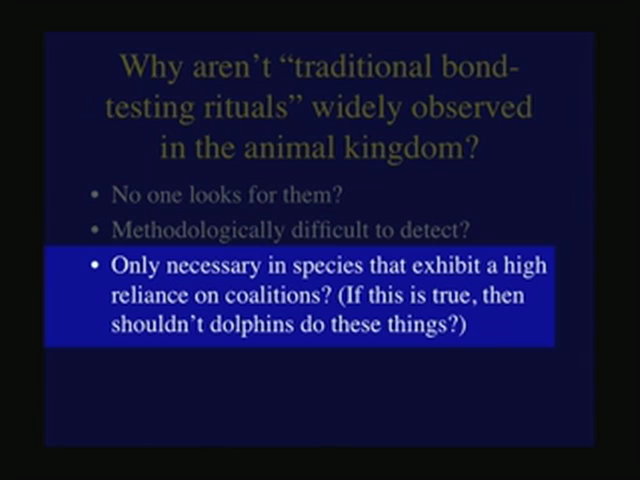 Why aren't “traditional bond-
testing rituals” widely observed
in the animal kingdom?
• No one looks for them?
• Methodologically difficult to detect?
• Only necessary in species that exhibit a high
reliance on coalitions? (If this is true, then
shouldn't dolphins do these things?)